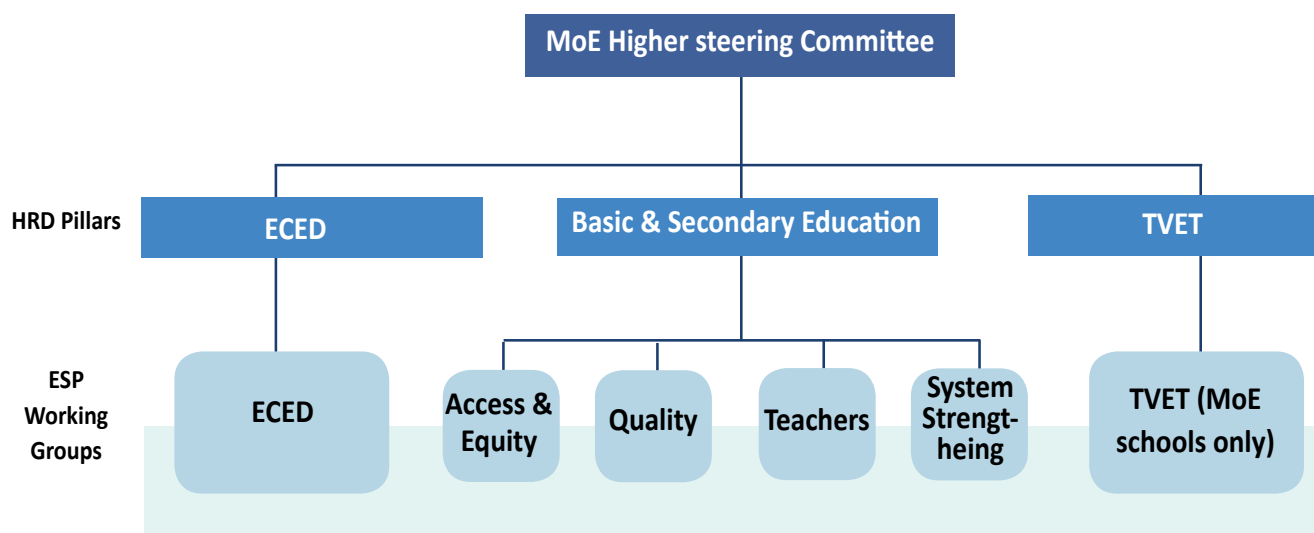 MoE Higher steering Committee
HRD Pillars
ECED
Basic & Secondary Education
TVET
ESP
Working
Groups
ECED
Access &
Equity
Quality
Teachers
System
Strengt-
heing
TVET (MoE
schools only)